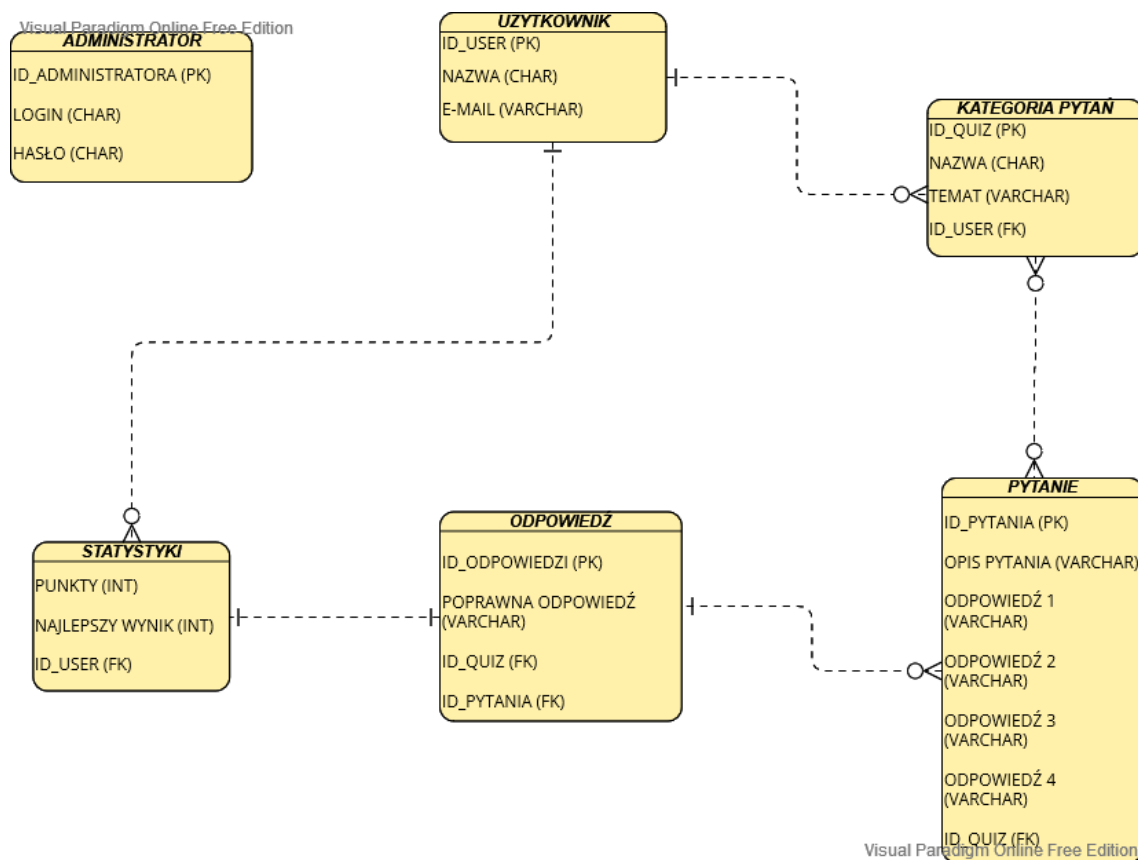 Visual Paradigm Online Free Edition
ADMINISTRATOR
ID_ADMINISTRATORA (PK)
LOGIN (CHAR)
HASŁO (CHAR)
UZYTKOWNIK
ID_USER (PK)
NAZWA (CHAR)
E-MAIL (VARCHAR)
KATEGORIA PYTAŃ
ID_QUIZ (PK)
NAZWA (CHAR)
TEMAT (VARCHAR)
ID_USER (FK)
STATYSTYKI
PUNKTY (INT)
NAJLEPSZY WYNIK (INT)
ID_USER (FK)
ODPOWIEDŹ
ID_ODPOWIEDZI (PK)
POPRAWNA ODPOWIEDŹ
(VARCHAR)
ID_QUIZ (FK)
ID_PYTANIA (FK)
PYTANIE
ID_PYTANIA (PK)
OPIS PYTANIA (VARCHAR)
ODPOWIEDŹ 1
(VARCHAR)
ODPOWIEDŹ 2
(VARCHAR)
ODPOWIEDŹ 3
(VARCHAR)
ODPOWIEDŹ 4
(VARCHAR)
ID_QUIZ (FK)
Visual Paradigm Online Free Edition